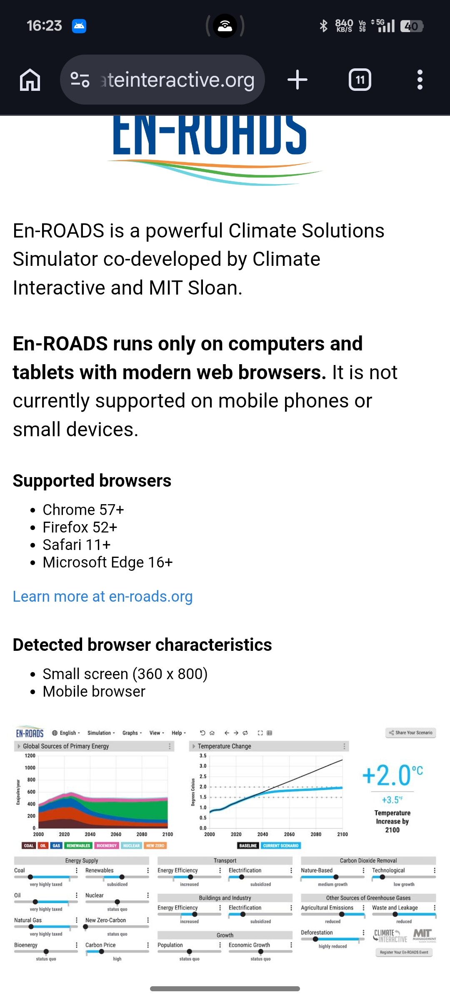 16:23
840 KB/S Vo 5G 5G 40
ateinteractive.org
11
EN-ROADS
En-ROADS is a powerful Climate Solutions
Simulator co-developed by Climate
Interactive and MIT Sloan.
En-ROADS runs only on computers and
tablets with modern web browsers. It is not
currently supported on mobile phones or
small devices.
Supported browsers
• Chrome 57+
• Firefox 52+
• Safari 11+
• Microsoft Edge 16+
Learn more at en-roads.org
Detected browser characteristics
• Small screen (360 x 800)
• Mobile browser
EN-ROADS English Simulation Graphs View Help Share Your Scenario
Global Sources of Primary Energy
1200
1000
800
600
400
200
0
Exajoules/year
2000 2020 2040 2060 2080 2100
COAL OIL GAS RENEWABLES BIOENERGY NUCLEAR NEW ZERO
Temperature Change
3.5
3.0
2.5
2.0
1.5
1.0
0.5
0.0
Degrees Celsius
2000 2020 2040 2060 2080 2100
BASELINE CURRENT SCENARIO
+2.0°C
+3.5°F
Temperature
Increase by
2100
Energy Supply
Coal
very highly taxed
Renewables
subsidized
Oil
very highly taxed
Nuclear
status quo
Natural Gas
very highly taxed
New Zero-Carbon
status quo
Bioenergy
status quo
Carbon Price
high
Transport
Energy Efficiency
increased
Electrification
subsidized
Buildings and Industry
Energy Efficiency
increased
Electrification
subsidized
Growth
Population
status quo
Economic Growth
status quo
Carbon Dioxide Removal
Nature-Based
medium growth
Technological
low growth
Other Sources of Greenhouse Gases
Agricultural Emissions
reduced
Waste and Leakage
reduced
Deforestation
highly reduced
CLIMATE
INTERACTIVE
MIT
MANAGEMENT
SLOAN SCHOOL
Register Your En-ROADS Event